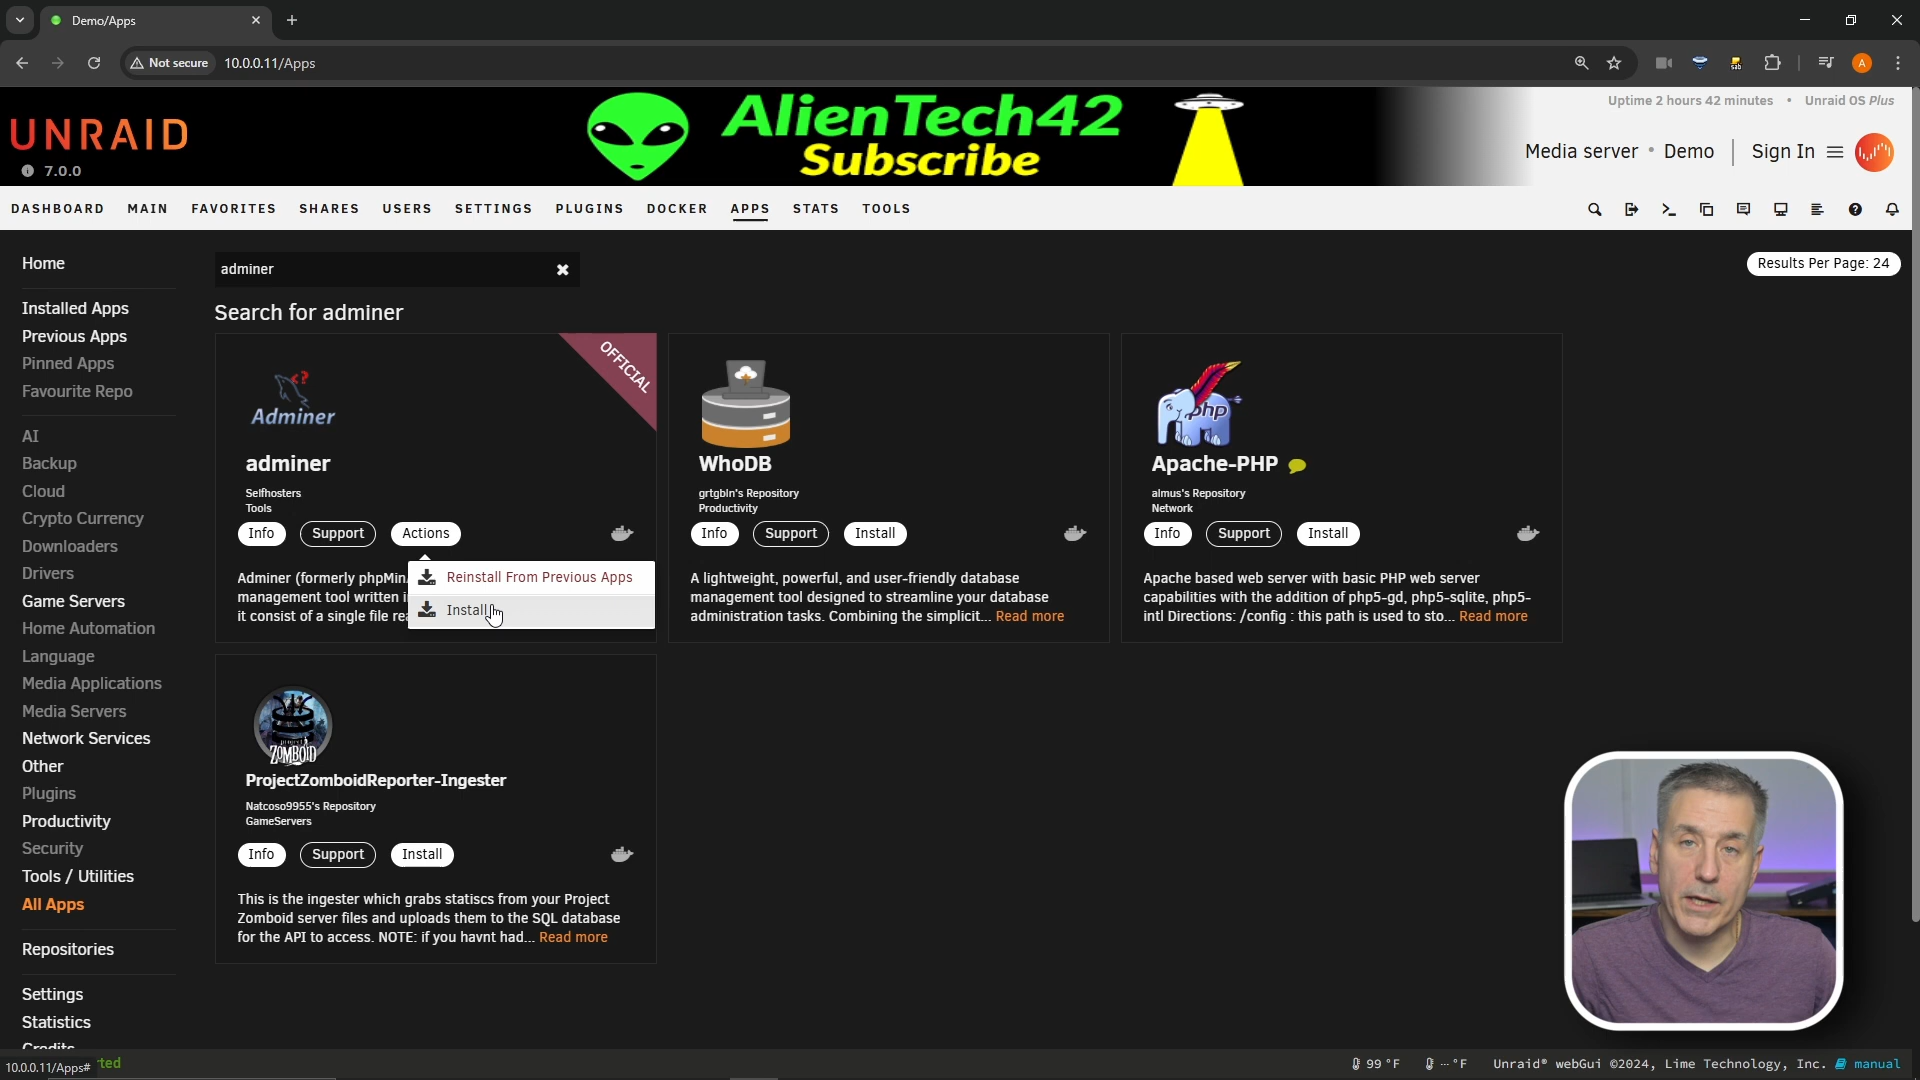 Demo/Apps
Not secure
10.0.0.11/Apps
sab
A
UNRAID
7.0.0
AlienTech42
Subscribe
Uptime 2 hours 42 minutes • Unraid OS Plus
Media server • Demo
Sign In
DASHBOARD MAIN FAVORITES SHARES USERS SETTINGS PLUGINS DOCKER APPS STATS TOOLS
Home
Installed Apps
Previous Apps
Pinned Apps
Favourite Repo
AI
Backup
Cloud
Crypto Currency
Downloaders
Drivers
Game Servers
Home Automation
Language
Media Applications
Media Servers
Network Services
Other
Plugins
Productivity
Security
Tools / Utilities
All Apps
Repositories
Settings
Statistics
Credits
adminer
Results Per Page: 24
Search for adminer
OFFICIAL
Adminer
adminer
Selfhosters
Tools
Info Support Actions
Reinstall From Previous Apps
Install
Adminer (formerly phpMin
management tool written i
it consist of a single file re
WhoDB
grtgbln's Repository
Productivity
Info Support Install
A lightweight, powerful, and user-friendly database
management tool designed to streamline your database
administration tasks. Combining the simplicit... Read more
php
Apache-PHP
almus's Repository
Network
Info Support Install
Apache based web server with basic PHP web server
capabilities with the addition of php5-gd, php5-sqlite, php5-
intl Directions: /config : this path is used to sto... Read more
PROJECT
ZOMBOID
ProjectZomboidReporter-Ingester
Natcoso9955's Repository
GameServers
Info Support Install
This is the ingester which grabs statiscs from your Project
Zomboid server files and uploads them to the SQL database
for the API to access. NOTE: if you havnt had... Read more
10.0.0.11/Apps#
rted
99 °F
-- °F
Unraid® webGui ©2024, Lime Technology, Inc.
manual